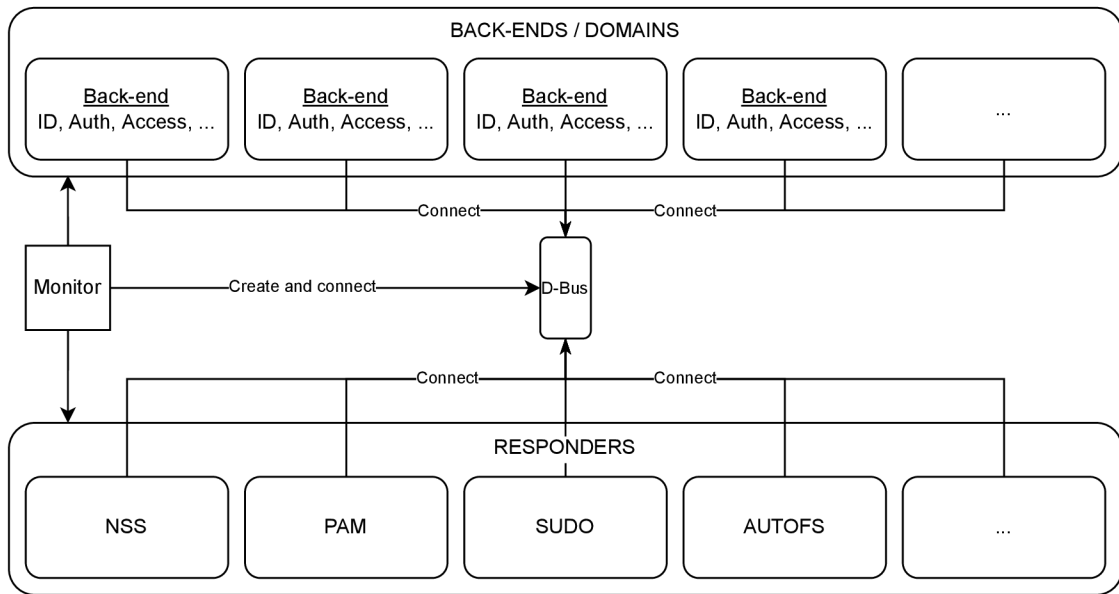 BACK-ENDS / DOMAINS
Back-end
ID, Auth, Access, ...
Back-end
ID, Auth, Access, ...
Back-end
ID, Auth, Access, ...
Back-end
ID, Auth, Access, ...
...
Connect
Connect
Monitor
Create and connect
D-Bus
Connect
Connect
RESPONDERS
NSS
PAM
SUDO
AUTOFS
...